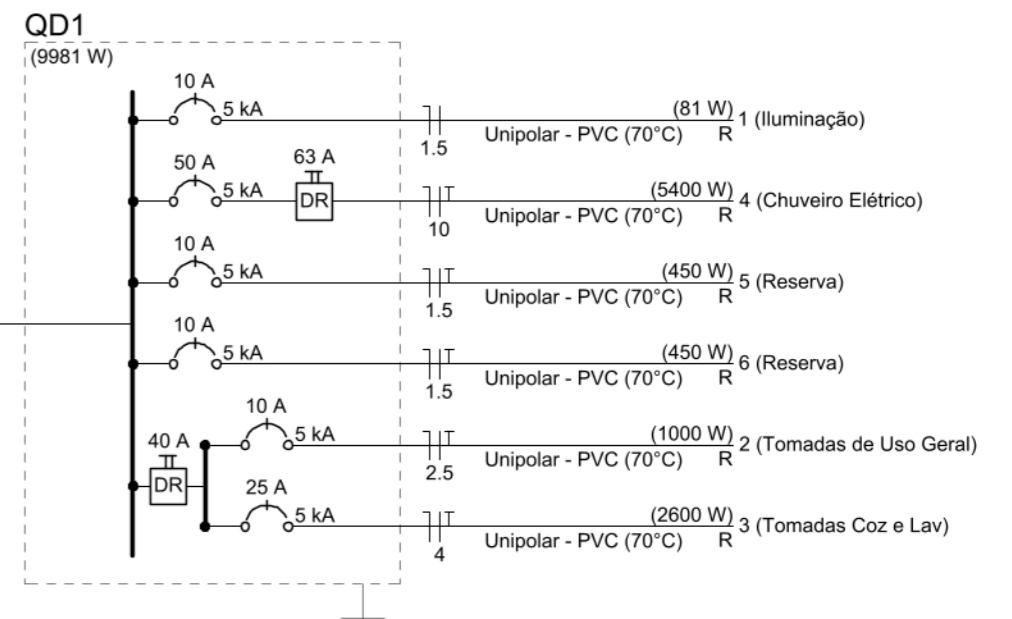 QD1
(9981 W)
10 A
5 kA
(81 W)
1 (Iluminação)
Unipolar - PVC (70°C)
R
1.5
50 A
5 kA
63 A
DR
(5400 W)
4 (Chuveiro Elétrico)
Unipolar - PVC (70°C)
R
10
10 A
5 kA
(450 W)
5 (Reserva)
Unipolar - PVC (70°C)
R
1.5
10 A
5 kA
(450 W)
6 (Reserva)
Unipolar - PVC (70°C)
R
1.5
40 A
DR
10 A
5 kA
(1000 W)
2 (Tomadas de Uso Geral)
Unipolar - PVC (70°C)
R
2.5
25 A
5 kA
(2600 W)
3 (Tomadas Coz e Lav)
Unipolar - PVC (70°C)
R
4